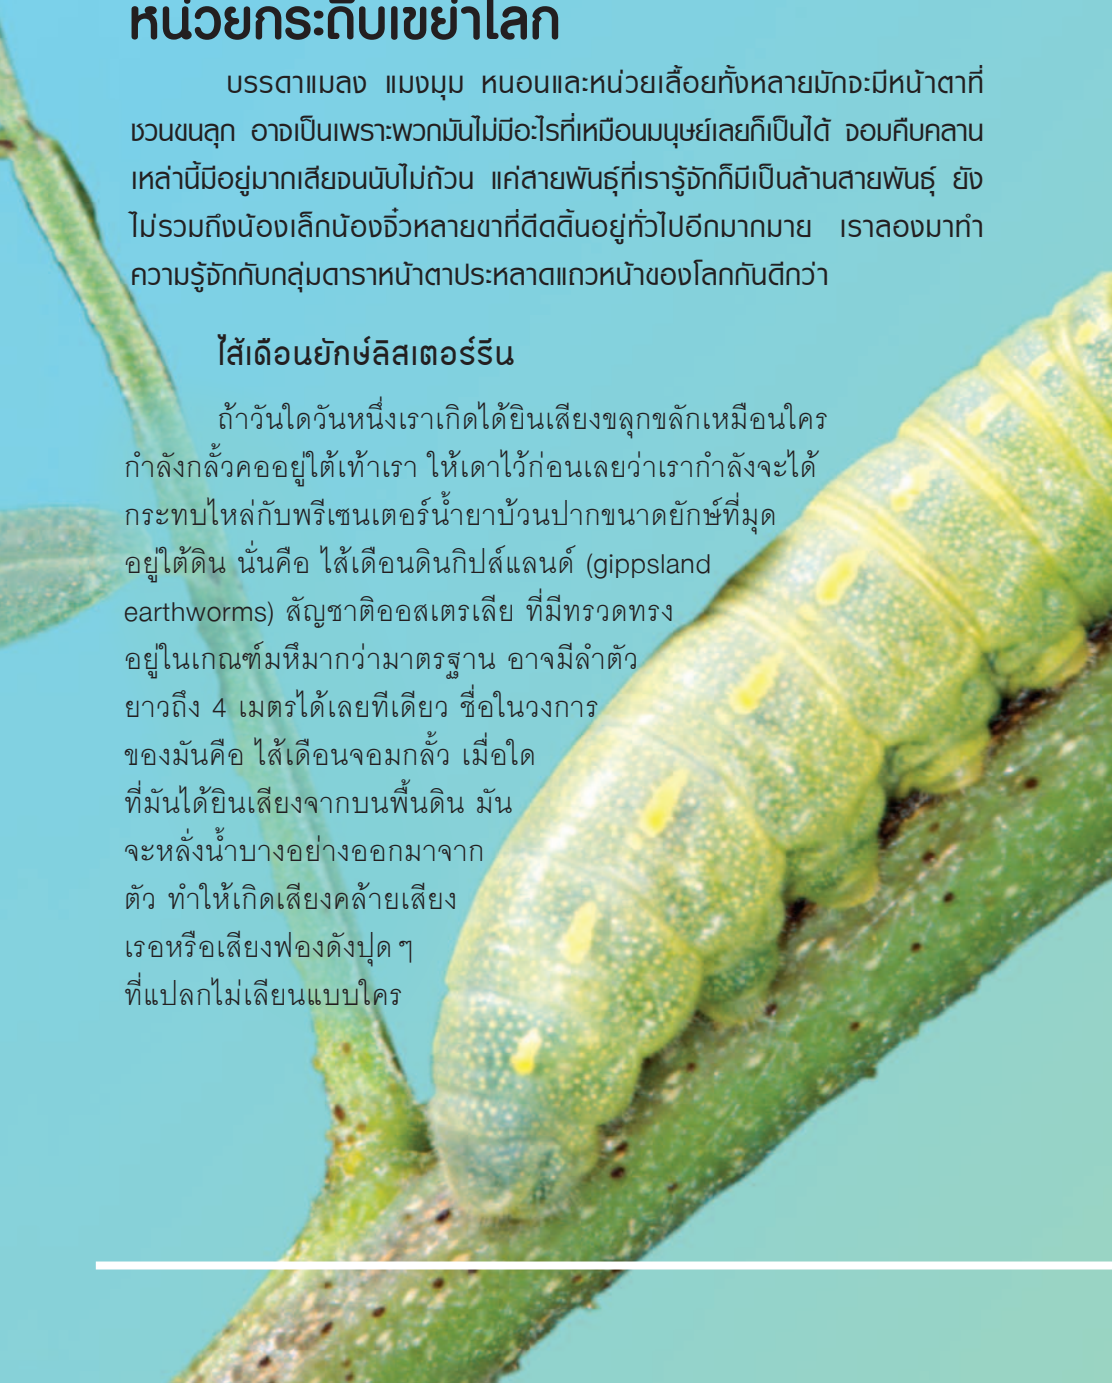 หน่วยกระดึ๊บเขย่าโลก
บรรดาแมลง แมงมุม หนอนและหน่วยเลื้อยทั้งหลายมักจะมีหน้าตาที่
ชวนขนลุก อาจเป็นเพราะพวกมันไม่มีอะไรที่เหมือนมนุษย์เลยก็เป็นได้ จอมคืบคลาน
เหล่านี้มีอยู่มากเสียจนนับไม่ถ้วน แค่สายพันธุ์ที่เรารู้จักก็มีเป็นล้านสายพันธุ์ ยัง
ไม่รวมถึงน้องเล็กน้องจิ๋วหลายขาที่ดีดดิ้นอยู่ทั่วไปอีกมากมาย เราลองมาทำ
ความรู้จักกับกลุ่มดาราหน้าตาประหลาดแถวหน้าของโลกกันดีกว่า
ไส้เดือนยักษ์ลิสเตอร์รีน
ถ้าวันใดวันหนึ่งเราเกิดได้ยินเสียงขลุกขลักเหมือนใคร
กำลังกลั้วคออยู่ใต้เท้าเรา ให้เดาไว้ก่อนเลยว่าเรากำลังจะได้
กระทบไหล่กับพรีเซนเตอร์น้ำยาบ้วนปากขนาดยักษ์ที่มุด
อยู่ใต้ดิน นั่นคือ ไส้เดือนดินกิปส์แลนด์ (gippsland
earthworms) สัญชาติออสเตรเลีย ที่มีทรวดทรง
อยู่ในเกณฑ์มหึมากว่ามาตรฐาน อาจมีลำตัว
ยาวถึง 4 เมตรได้เลยทีเดียว ชื่อในวงการ
ของมันคือ ไส้เดือนจอมกลั้ว เมื่อใด
ที่มันได้ยินเสียงจากบนพื้นดิน มัน
จะหลั่งน้ำบางอย่างออกมาจาก
ตัว ทำให้เกิดเสียงคล้ายเสียง
เรอหรือเสียงฟองดังปุด ๆ
ที่แปลกไม่เลียนแบบใคร